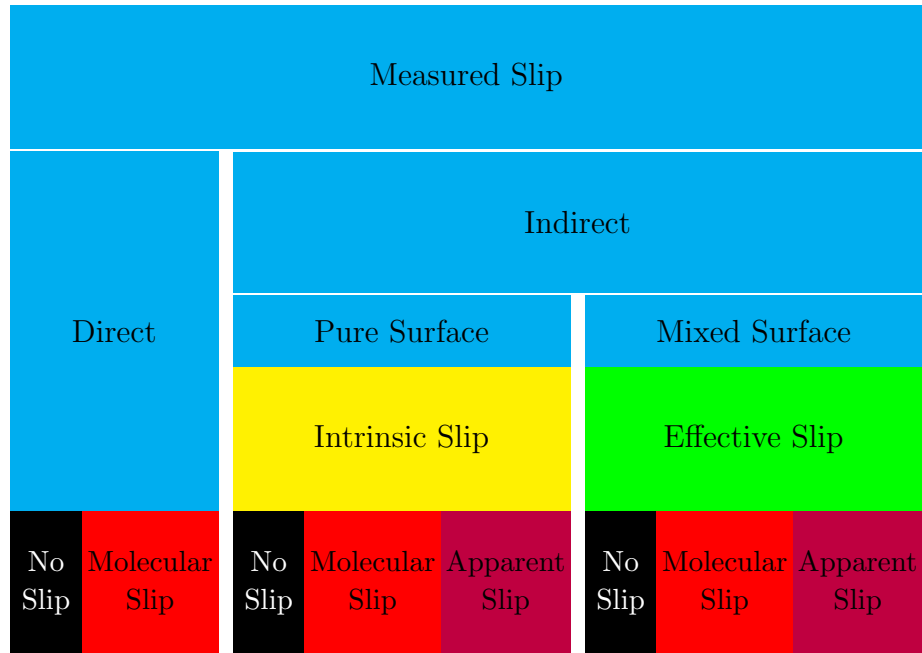 Measured Slip
Indirect
Direct
Pure Surface
Mixed Surface
Intrinsic Slip
Effective Slip
No
Slip
Molecular
Slip
No
Slip
Molecular
Slip
Apparent
Slip
No
Slip
Molecular
Slip
Apparent
Slip